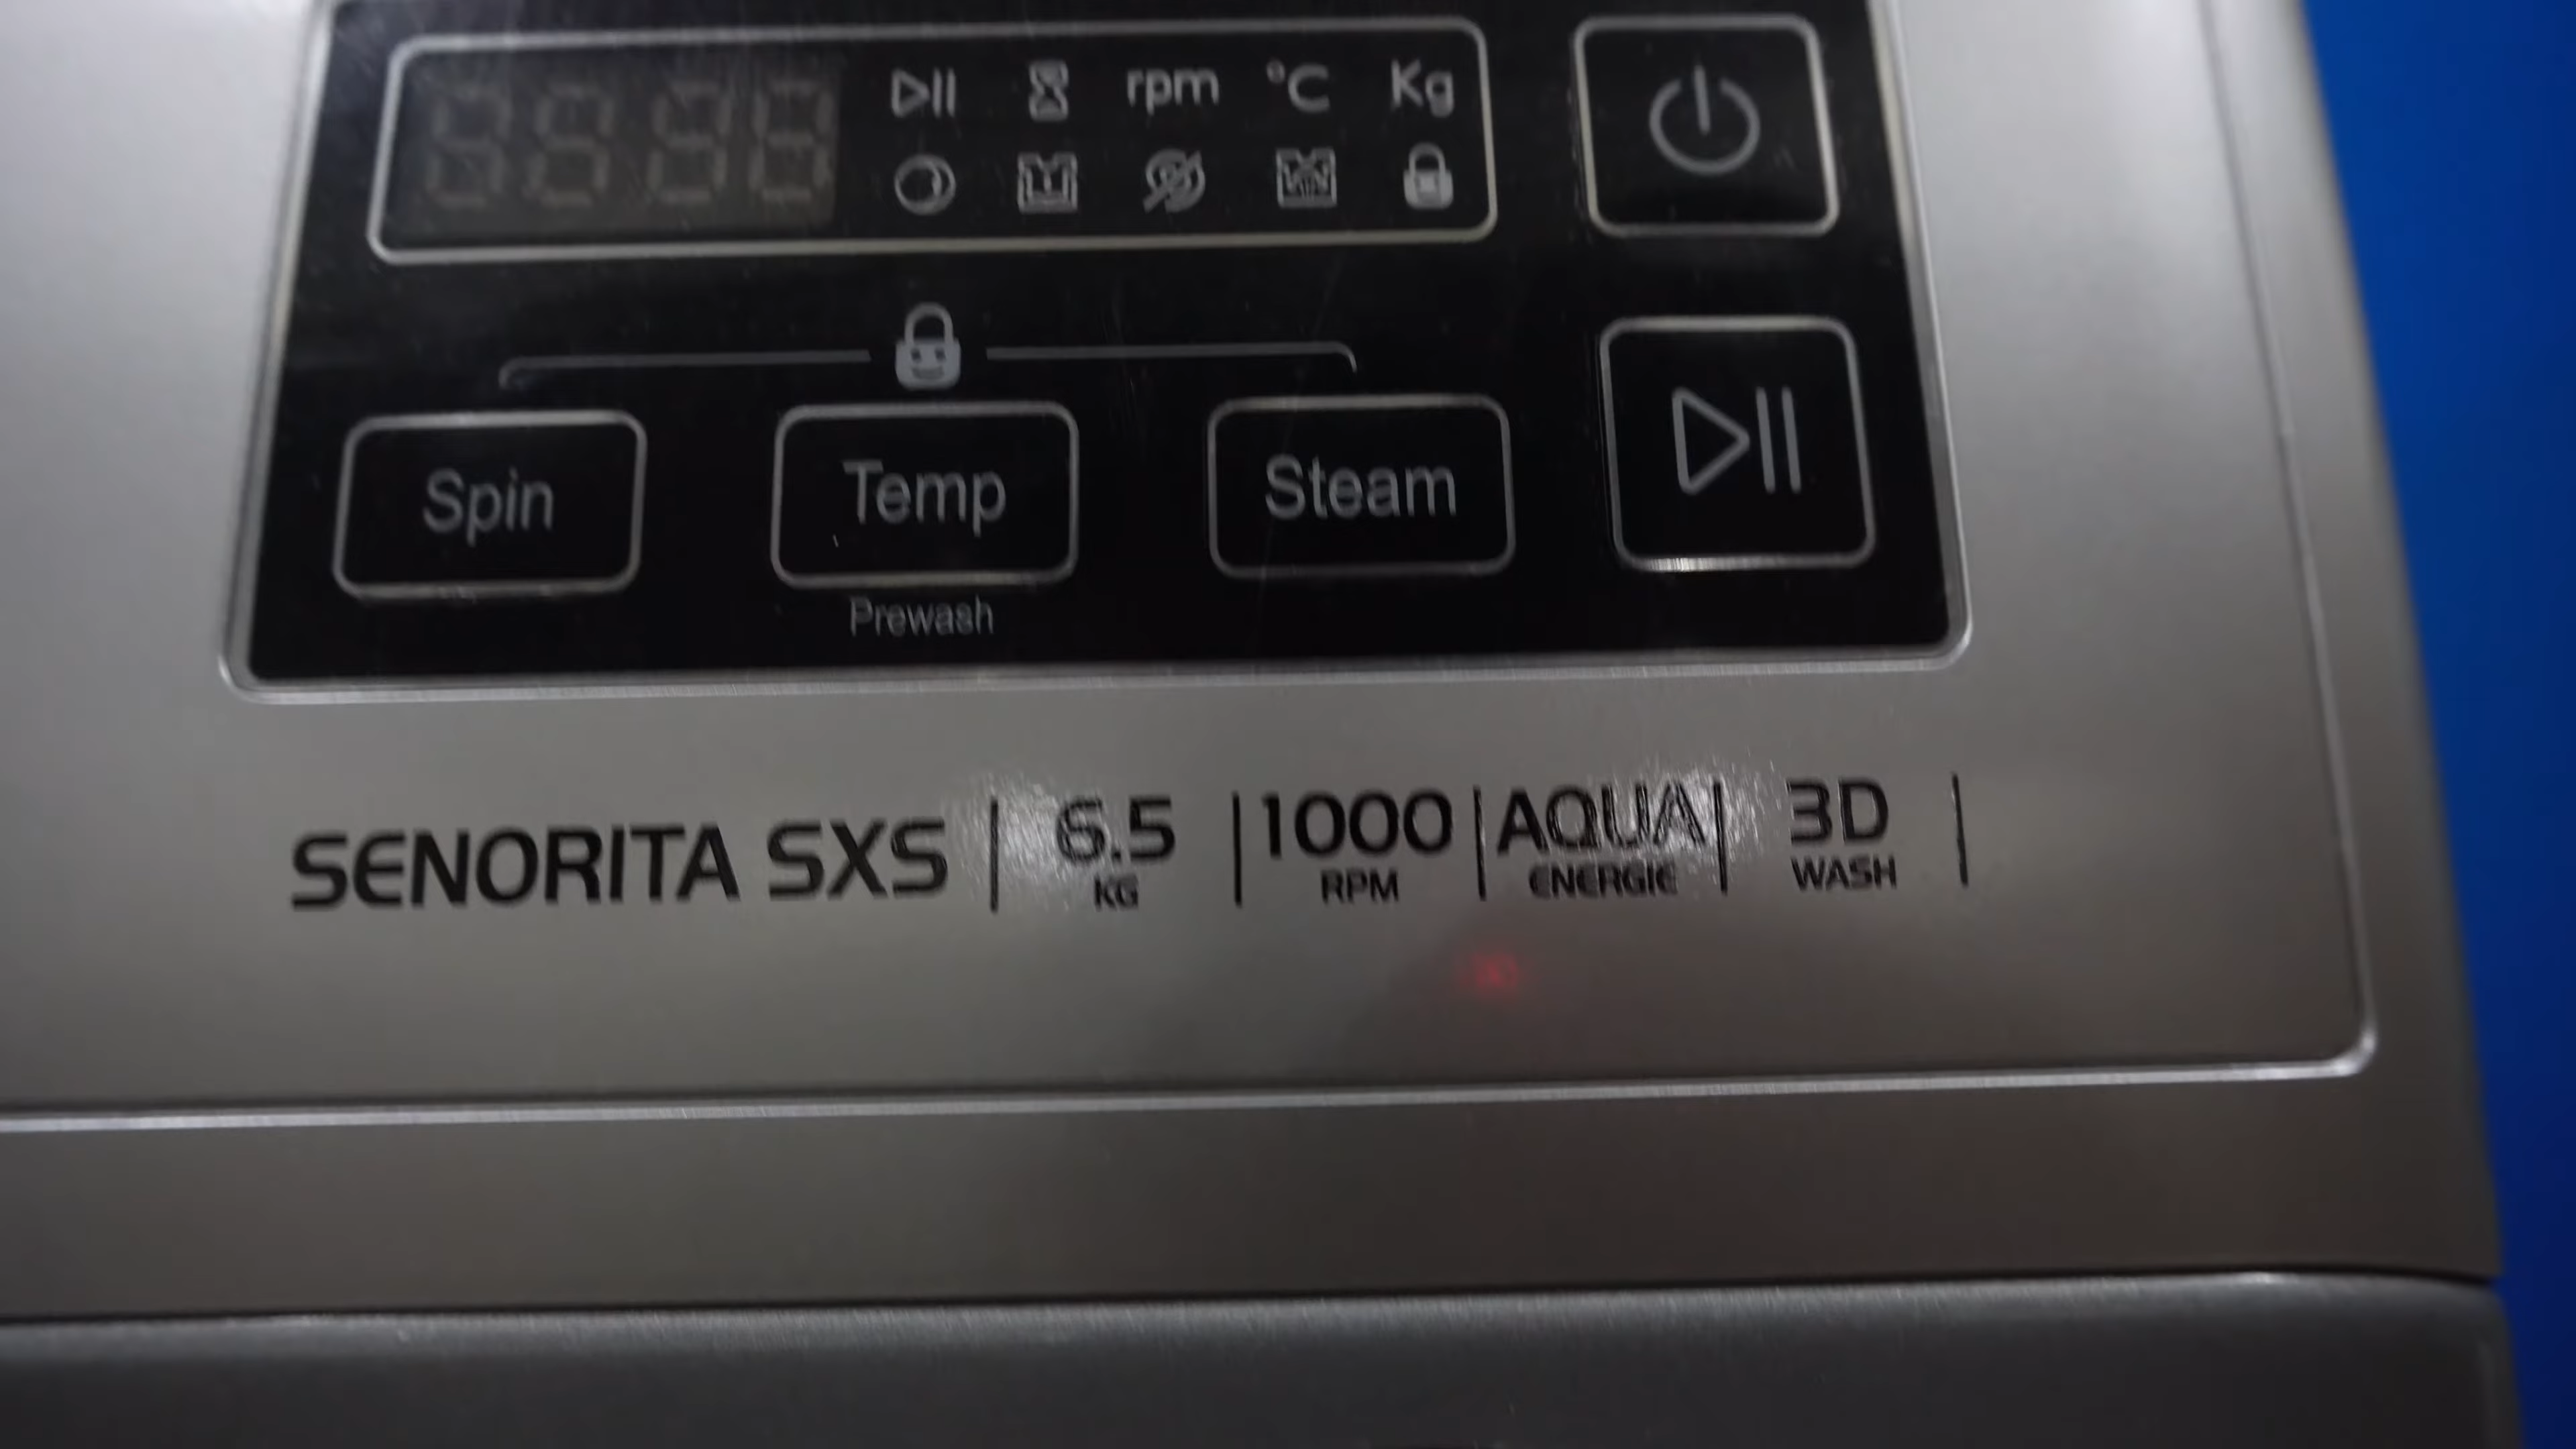 rpm °C Kg
Spin
Temp
Steam
Prewash
SENORITA SXS
6.5
KG
1000
RPM
AQUA
ENERGIE
3D
WASH